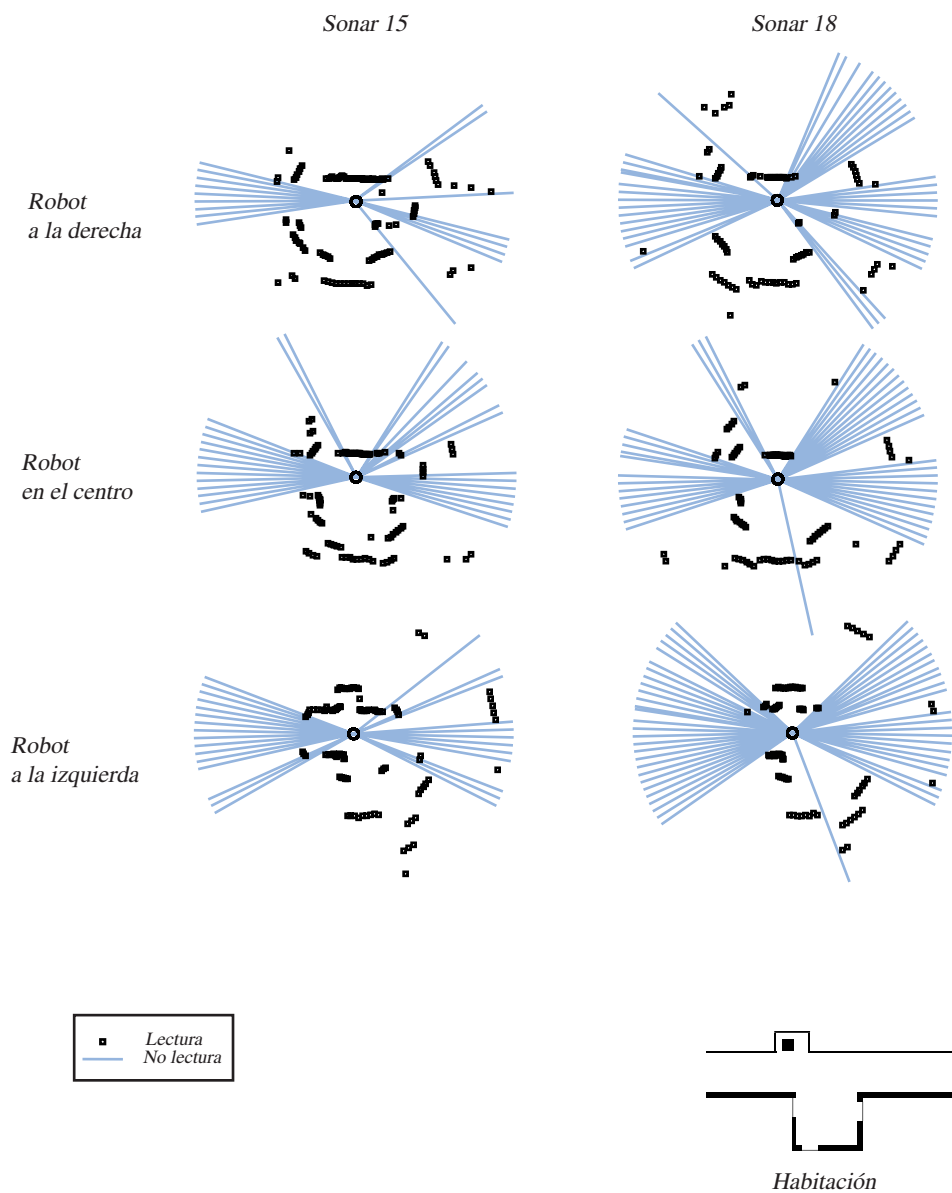 Sonar 15
Sonar 18
Robot
a la derecha
Robot
en el centro
Robot
a la izquierda
Lectura
No lectura
Habitación